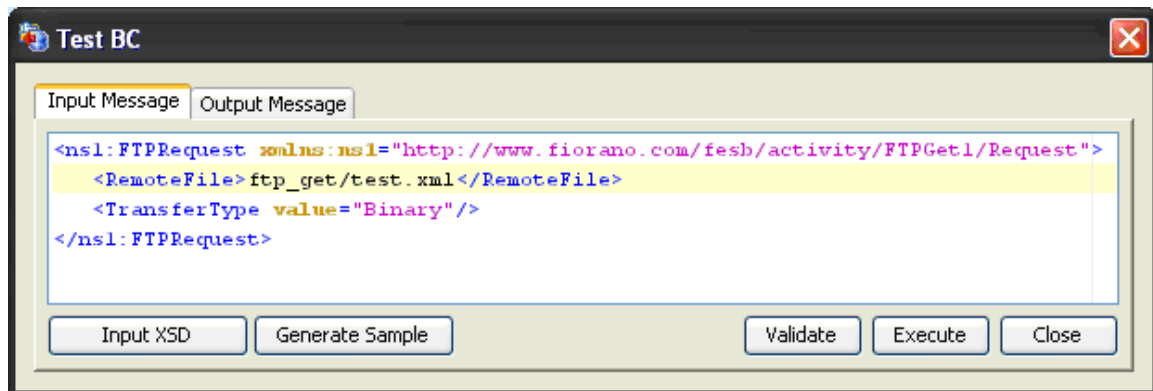 Test BC
Input Message Output Message
<ns1:FTPRequest xmlns:ns1="http://www.fiorano.com/fesb/activity/FTPGet1/Request">
<RemoteFile>ftp_get/test.xml</RemoteFile>
<TransferType value="Binary"/>
</ns1:FTPRequest>
Input XSD Generate Sample Validate Execute Close